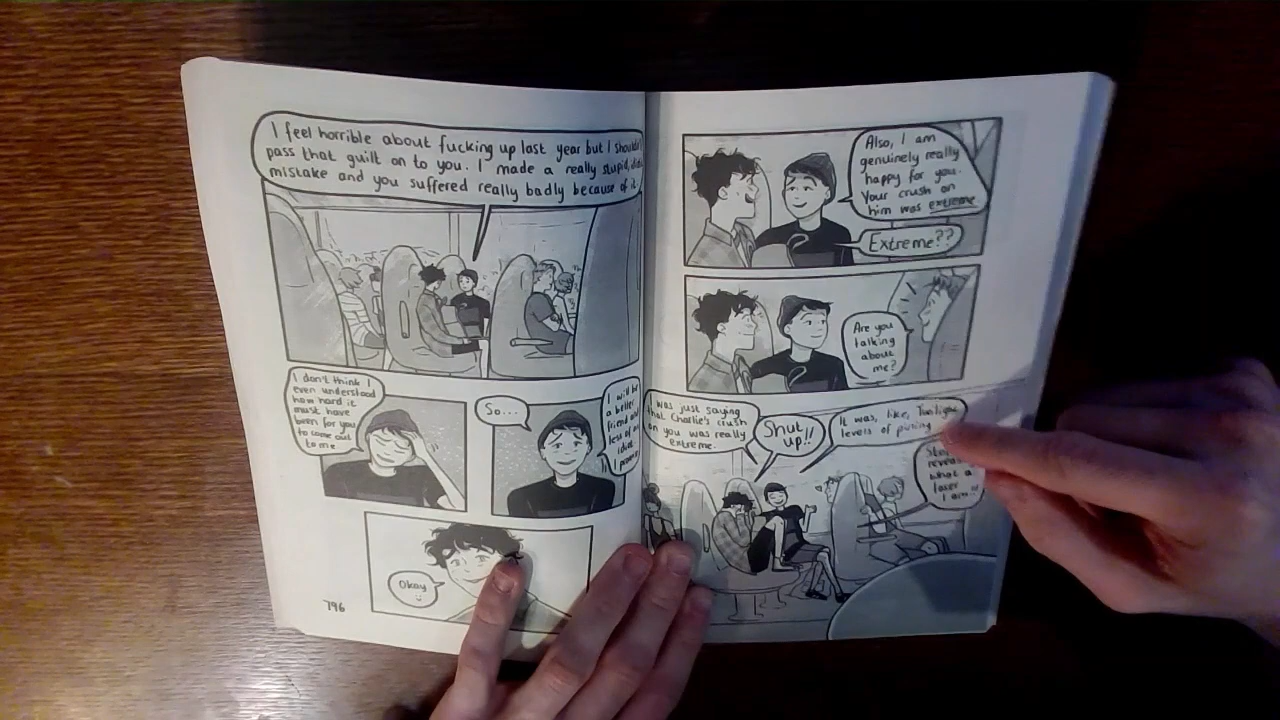 I feel horrible about fucking up last year but I
pass that guilt on to you. I made a really stupid,
mistake and you suffered really badly because of it.
I don't think I
even understood
how hard it
must have
been for you
to come out
to me
So...
I will be
a better
friend and
less of an
idiot
I promise
Okay
796
Also, I am
genuinely really
happy for you.
Your crush on
him was extreme
Extreme??
Are you
talking
about
me?
I was just saying
that Charlie's crush
on you was really
extreme.
Shut
up!!
It was, like, Twilight
levels of pining
Stop
what a
loser
I am